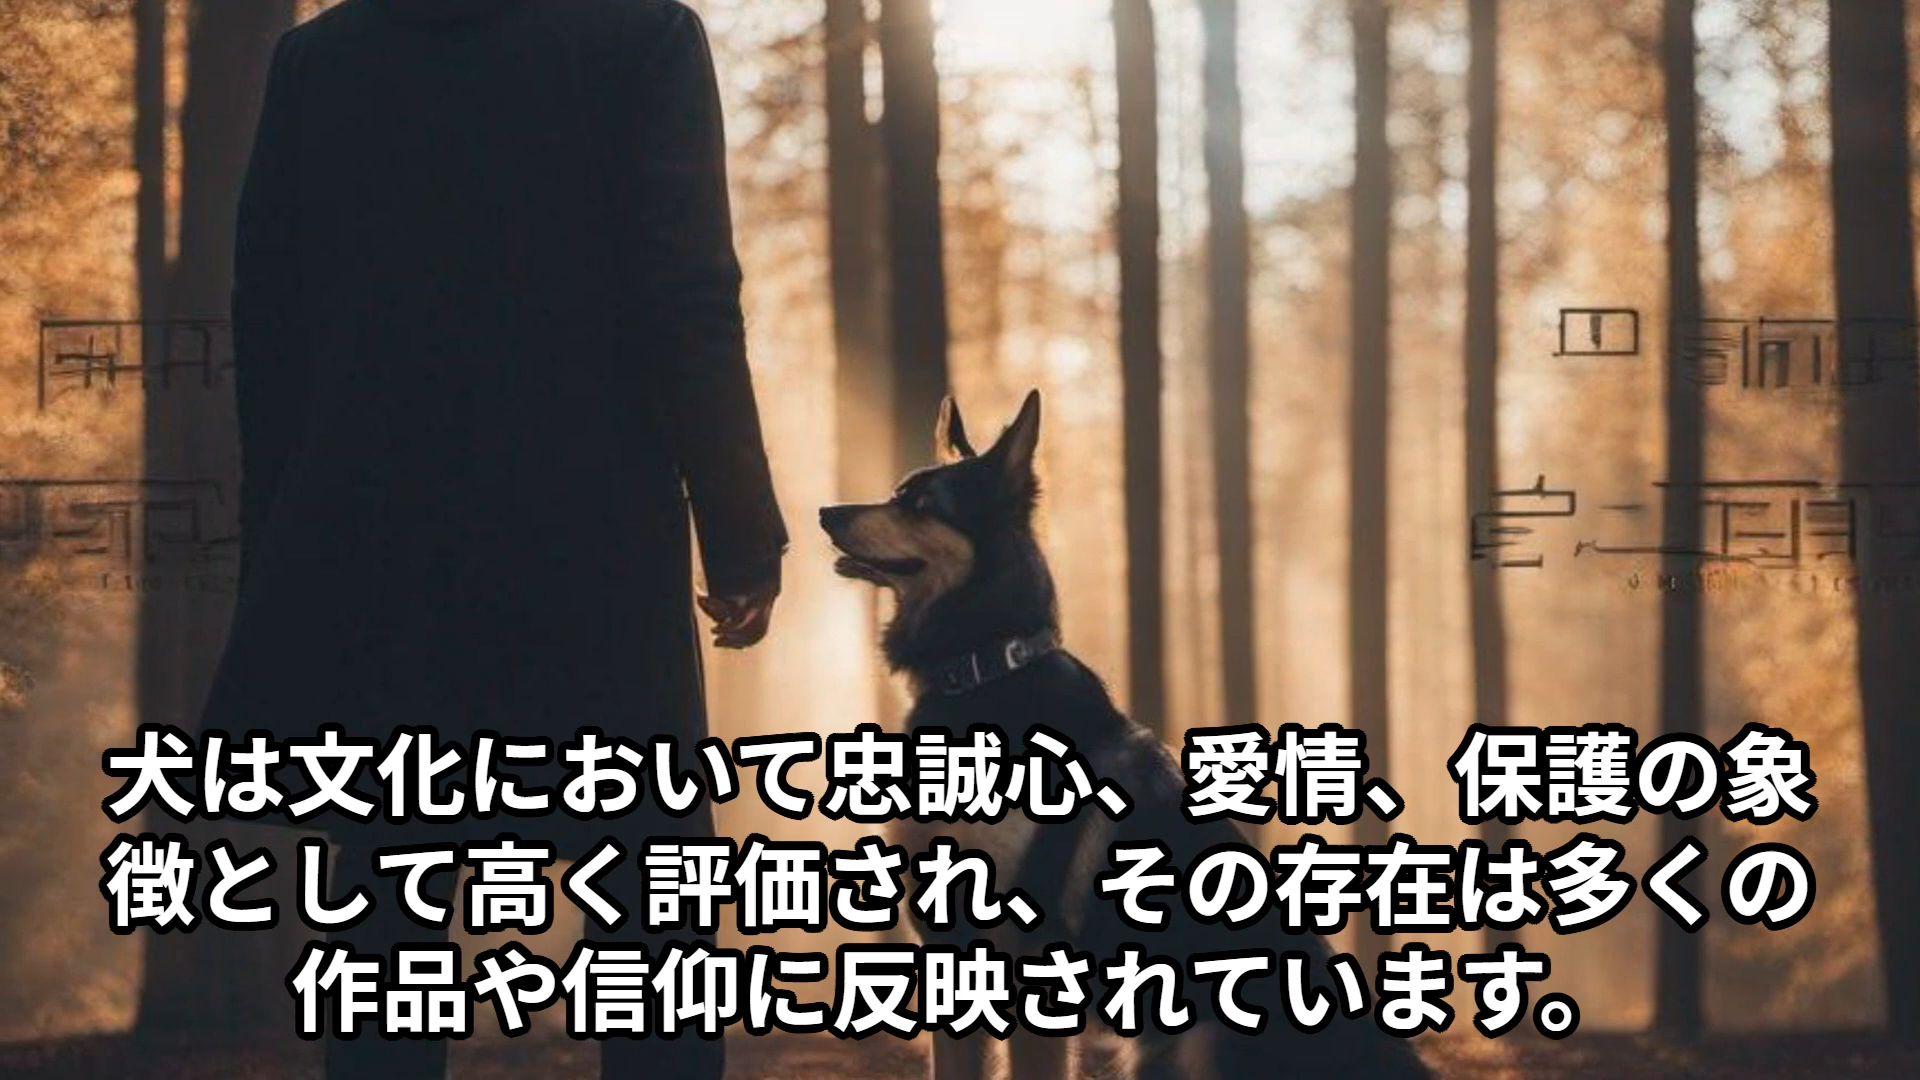 犬は文化において忠誠心、愛情、保護の象
徴として高く評価され、その存在は多くの
作品や信仰に反映されています。